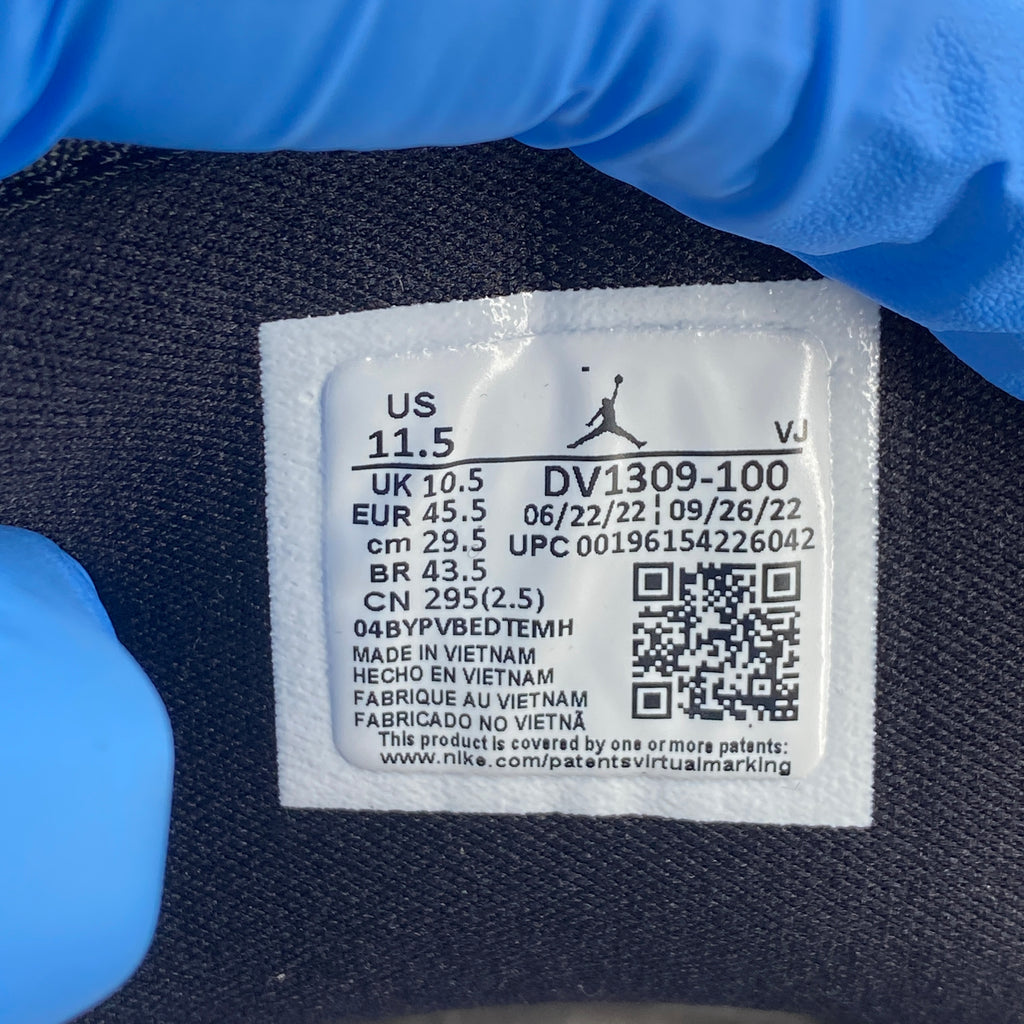 US
11.5
VJ
UK 10.5
DV1309-100
EUR 45.5
06/22/22 ¦ 09/26/22
cm 29.5
UPC 00196154226042
BR 43.5
CN 295(2.5)
04BYPVBEDTEMH
MADE IN VIETNAM
HECHO EN VIETNAM
FABRIQUE AU VIETNAM
FABRICADO NO VIETNÃ
This product is covered by one or more patents:
www.nike.com/patentsvirtualmarking